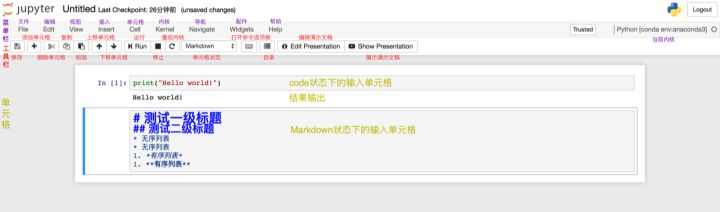 jupyter Untitled Last Checkpoint: 26分钟前 (unsaved changes) Logout
菜单栏
文件 编辑 视图 插入 单元格 内核 导航 配件 帮助
File Edit View Insert Cell Kernel Navigate Widgets Help Trusted Python [conda env:anaconda3]
工具栏
添加单元格 复制 上移单元格 运行 重启内核 打开命令选项板 编辑演示文稿 当前内核
Run Markdown Edit Presentation Show Presentation
保存 删除单元格 粘贴 下移单元格 停止 单元格状态 目录 展示演示文稿
单元格
In [1]: print("Hello world!") code状态下的输入单元格
Hello world! 结果输出
# 测试一级标题
## 测试二级标题 Markdown状态下的输入单元格
* 无序列表
* 无序列表
1. *有序列表*
1. **有序列表**